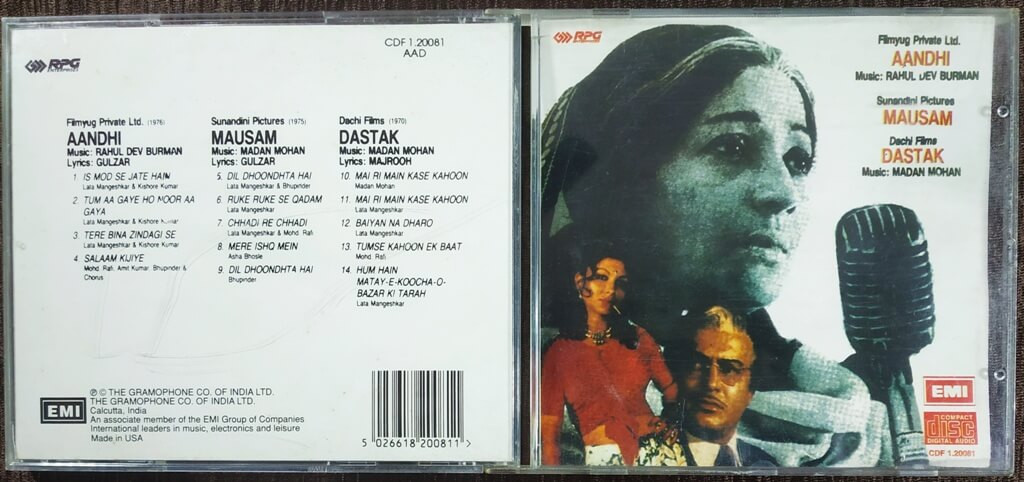 RPG
ENTERPRISES
CDF 1.20081
AAD
Filmyug Private Ltd. (1976)
AANDHI
Music: RAHUL DEV BURMAN
Lyrics: GULZAR
1. IS MOD SE JATE HAIN
Lata Mangeshkar & Kishore Kumar
2. TUM AA GAYE HO NOOR AA
GAYA
Lata Mangeshkar & Kishore Kumar
3. TERE BINA ZINDAGI SE
Lata Mangeshkar & Kishore Kumar
4. SALAAM KIJIYE
Mohd. Rafi, Amit Kumar, Bhupinder &
Chorus
Sunandini Pictures (1975)
MAUSAM
Music: MADAN MOHAN
Lyrics: GULZAR
5. DIL DHOONDHTA HAI
Lata Mangeshkar & Bhupinder
6. RUKE RUKE SE QADAM
Lata Mangeshkar
7. CHHADI RE CHHADI
Lata Mangeshkar & Mohd. Rafi
8. MERE ISHQ MEIN
Asha Bhosle
9. DIL DHOONDHTA HAI
Bhupinder
Dachi Films (1970)
DASTAK
Music: MADAN MOHAN
Lyrics: MAJROOH
10. MAI RI MAIN KASE KAHOON
Madan Mohan
11. MAI RI MAIN KASE KAHOON
Lata Mangeshkar
12. BAIYAN NA DHARO
Lata Mangeshkar
13. TUMSE KAHOON EK BAAT
Mohd. Rafi
14. HUM HAIN
MATAY-E-KOOCHA-O-
BAZAR KI TARAH
Lata Mangeshkar
EMI
℗ © THE GRAMOPHONE CO. OF INDIA LTD.
THE GRAMOPHONE CO. OF INDIA LTD.
Calcutta, India
An associate member of the EMI Group of Companies
International leaders in music, electronics and leisure
Made in USA
5 026618 200811 >
RPG
Filmyug Private Ltd.
AANDHI
Music: RAHUL DEV BURMAN
Sunandini Pictures
MAUSAM
Dachi Films
DASTAK
Music: MADAN MOHAN
EMI
COMPACT
disc
DIGITAL AUDIO
CDF 1.20081